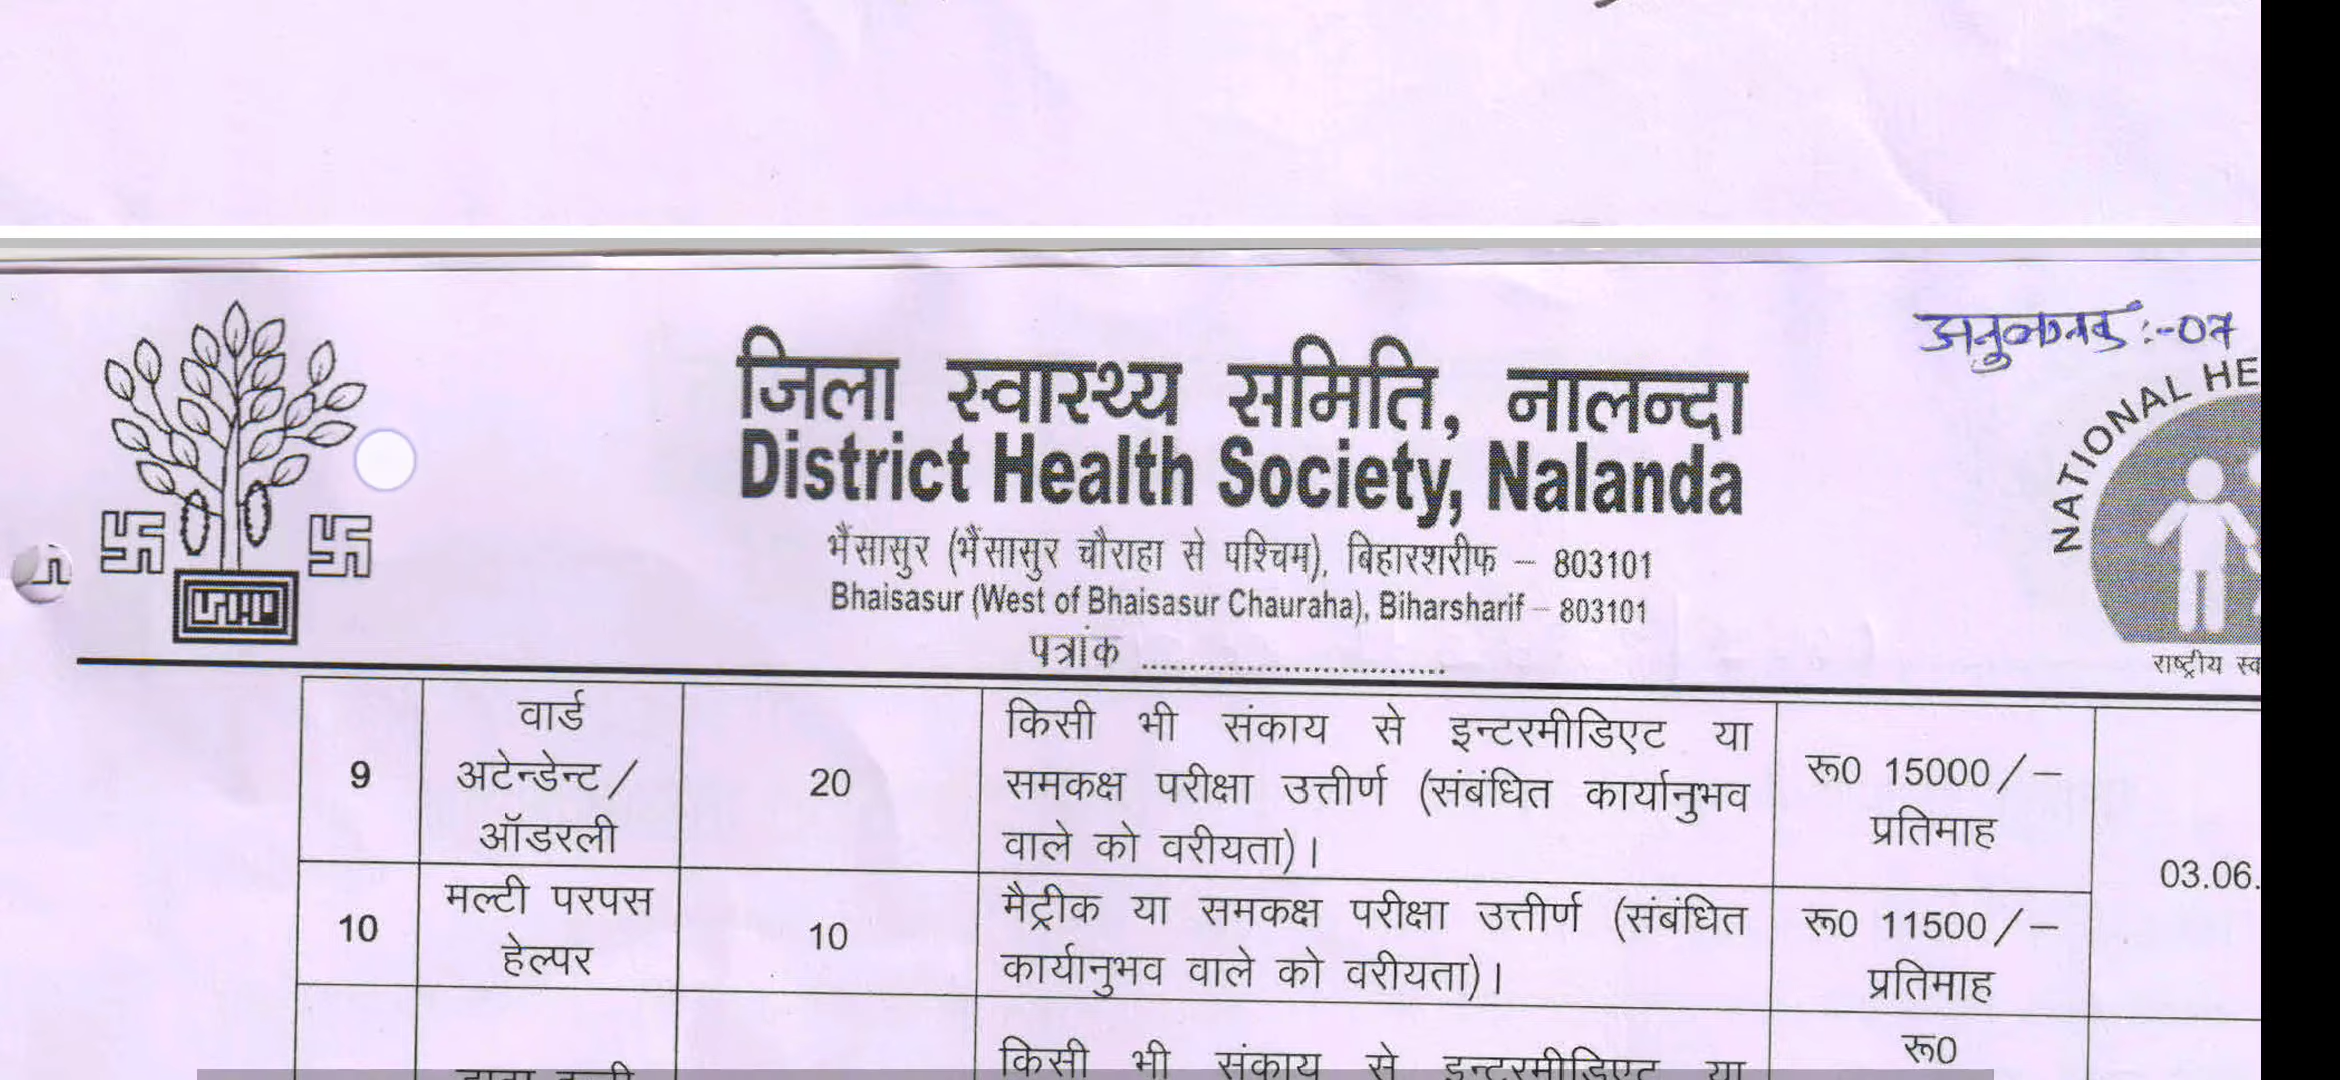 अनुलग्नक :-07
जिला स्वास्थ्य समिति, नालन्दा
District Health Society, Nalanda
भैंसासुर (भैंसासुर चौराहा से पश्चिम), बिहारशरीफ – 803101
Bhaisasur (West of Bhaisasur Chauraha), Biharsharif – 803101
पत्रांक ..............................
NATIONAL HE
राष्ट्रीय स्व
9
वार्ड
अटेन्डेन्ट/
ऑडरली
20
किसी भी संकाय से इन्टरमीडिएट या
समकक्ष परीक्षा उत्तीर्ण (संबंधित कार्यानुभव
वाले को वरीयता)।
रू0 15000/–
प्रतिमाह
03.06.
10
मल्टी परपस
हेल्पर
10
मैट्रीक या समकक्ष परीक्षा उत्तीर्ण (संबंधित
कार्यानुभव वाले को वरीयता)।
रू0 11500/–
प्रतिमाह
किसी भी संकाय से इन्टरमीडिएट या
रू0